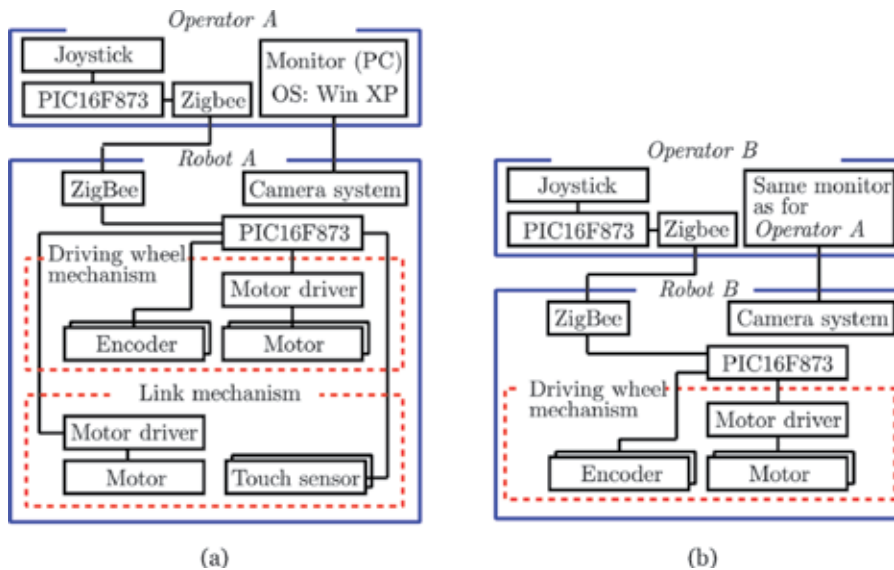 Operator A
Joystick
PIC16F873
Zigbee
Monitor (PC)
OS: Win XP
Robot A
ZigBee
Camera system
PIC16F873
Driving wheel
mechanism
Motor driver
Encoder
Motor
Link mechanism
Motor driver
Motor
Touch sensor
(a)
Operator B
Joystick
PIC16F873
Zigbee
Same monitor
as for
Operator A
Robot B
ZigBee
Camera system
PIC16F873
Driving wheel
mechanism
Motor driver
Encoder
Motor
(b)